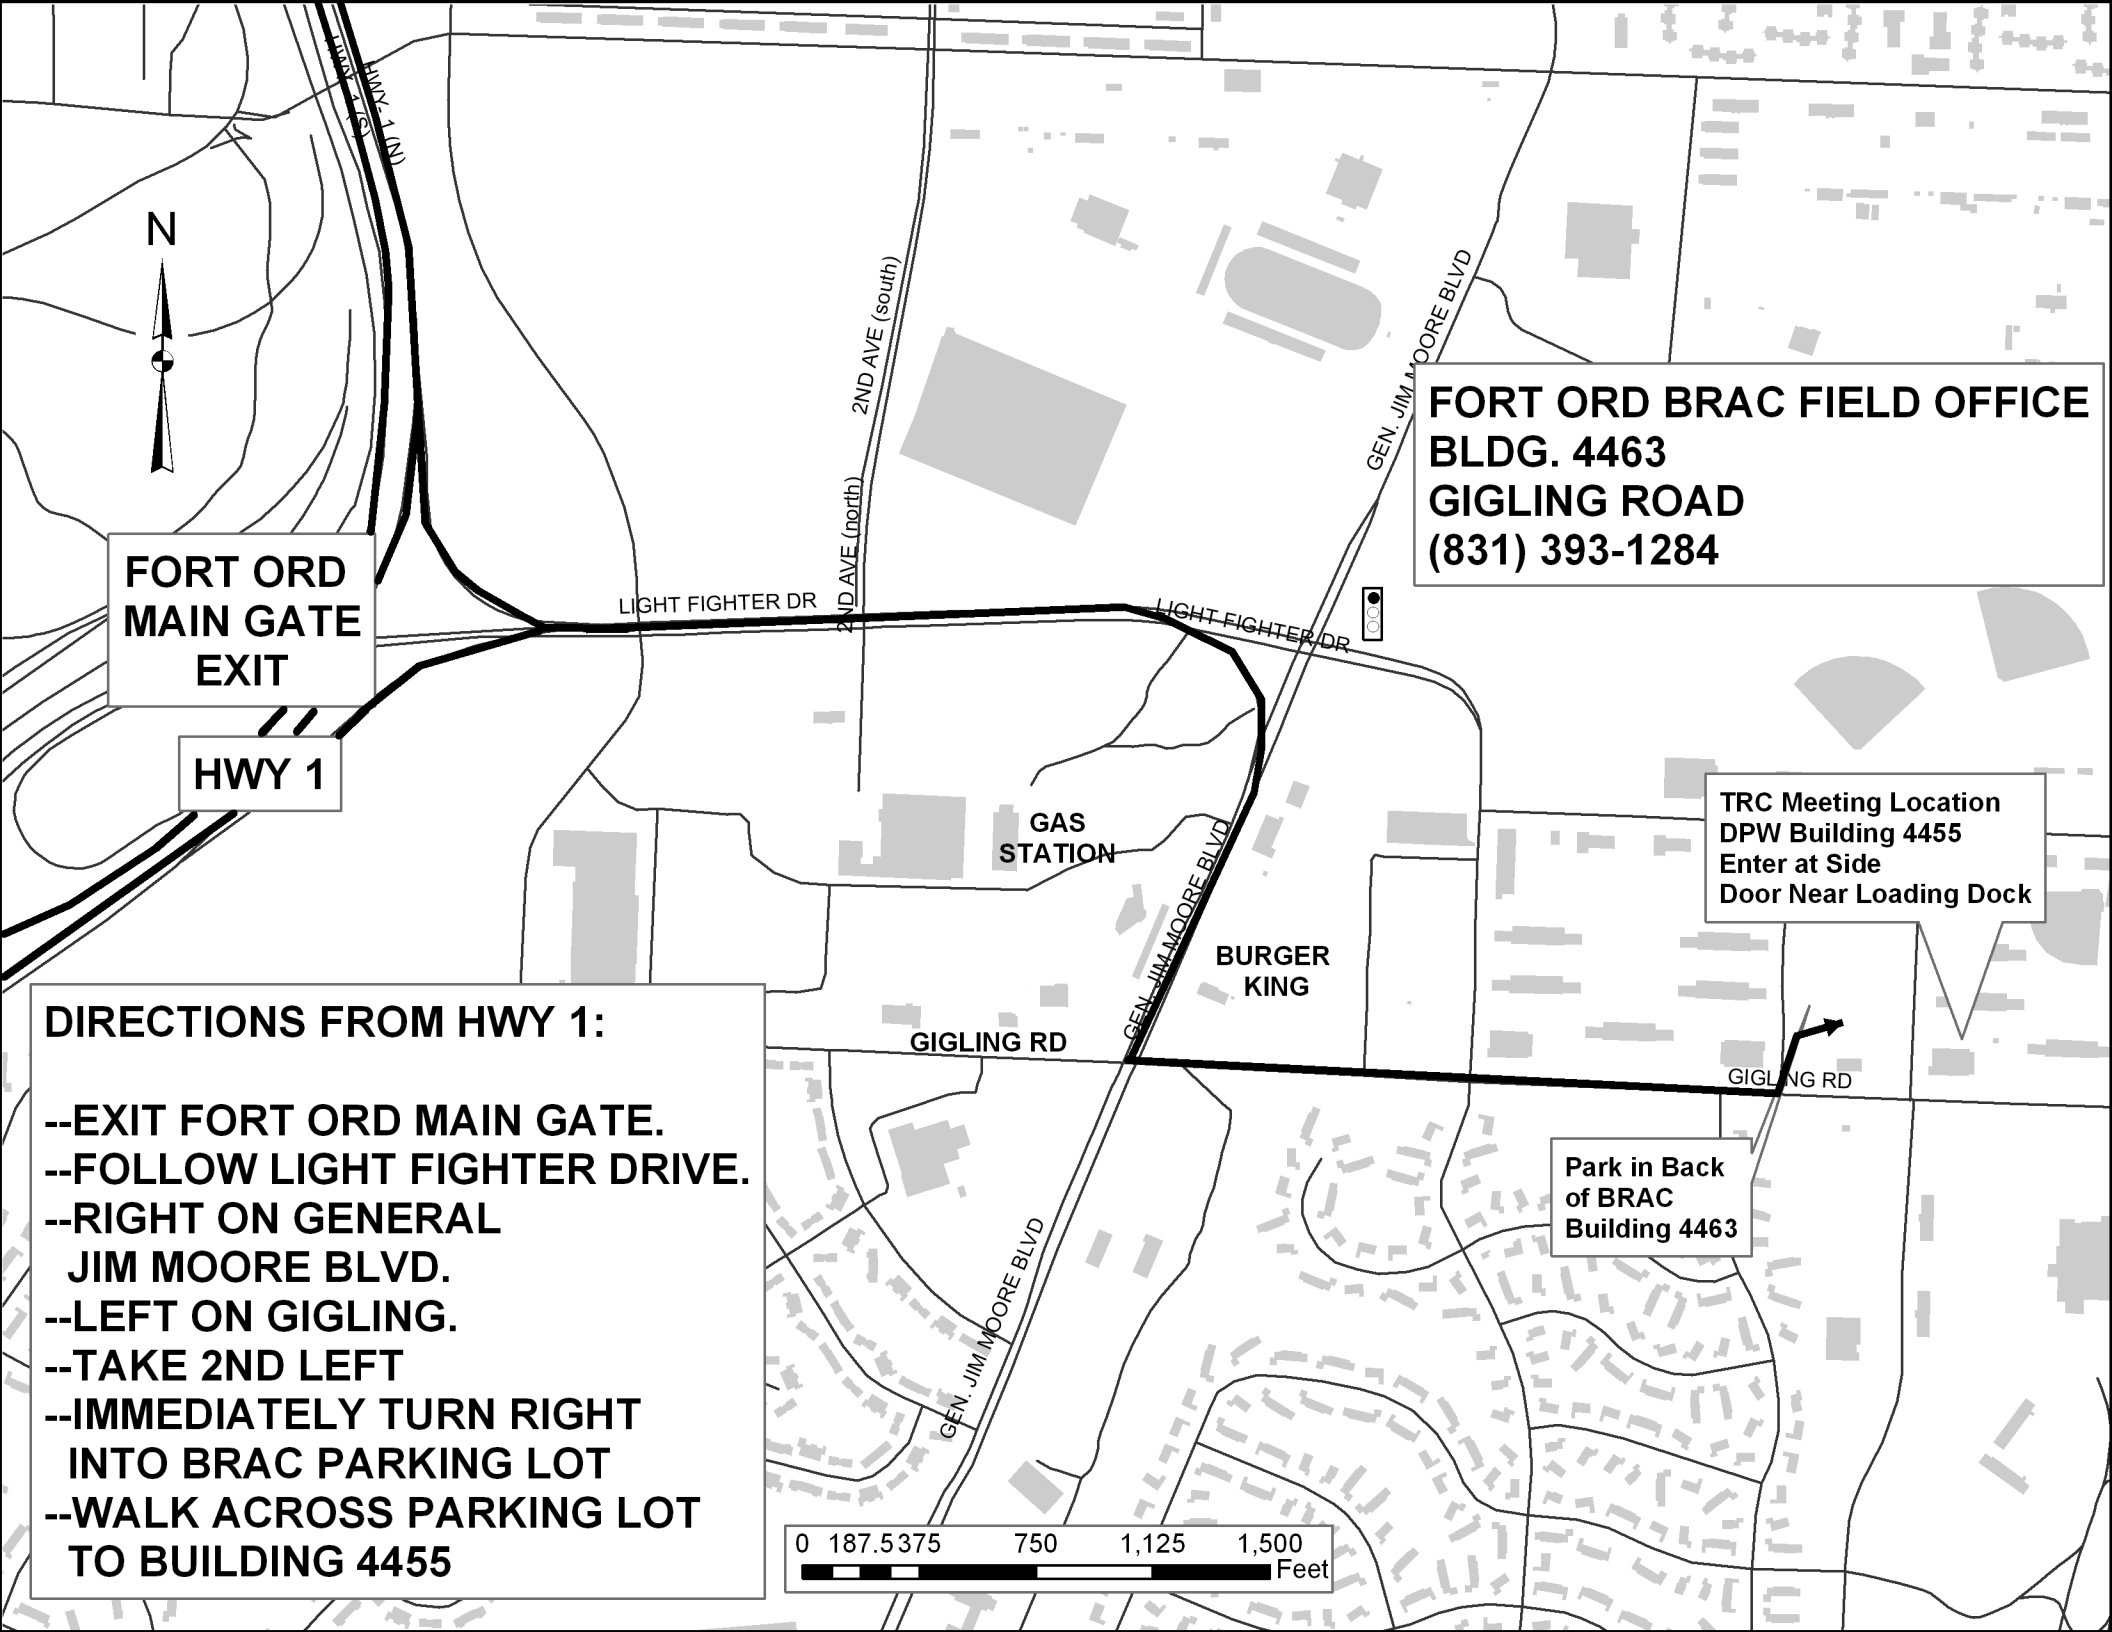 HWY 1 (S)
HWY- 1 (N)
N
2ND AVE (south)
2ND AVE (north)
GEN. JIM MOORE BLVD
FORT ORD BRAC FIELD OFFICE
BLDG. 4463
GIGLING ROAD
(831) 393-1284
FORT ORD
MAIN GATE
EXIT
LIGHT FIGHTER DR
LIGHT FIGHTER DR
HWY 1
GAS
STATION
GEN. JIM MOORE BLVD
BURGER
KING
TRC Meeting Location
DPW Building 4455
Enter at Side
Door Near Loading Dock
GIGLING RD
GIGLING RD
Park in Back
of BRAC
Building 4463
GEN. JIM MOORE BLVD
DIRECTIONS FROM HWY 1:
--EXIT FORT ORD MAIN GATE.
--FOLLOW LIGHT FIGHTER DRIVE.
--RIGHT ON GENERAL
JIM MOORE BLVD.
--LEFT ON GIGLING.
--TAKE 2ND LEFT
--IMMEDIATELY TURN RIGHT
INTO BRAC PARKING LOT
--WALK ACROSS PARKING LOT
TO BUILDING 4455
0 187.5 375 750 1,125 1,500
Feet